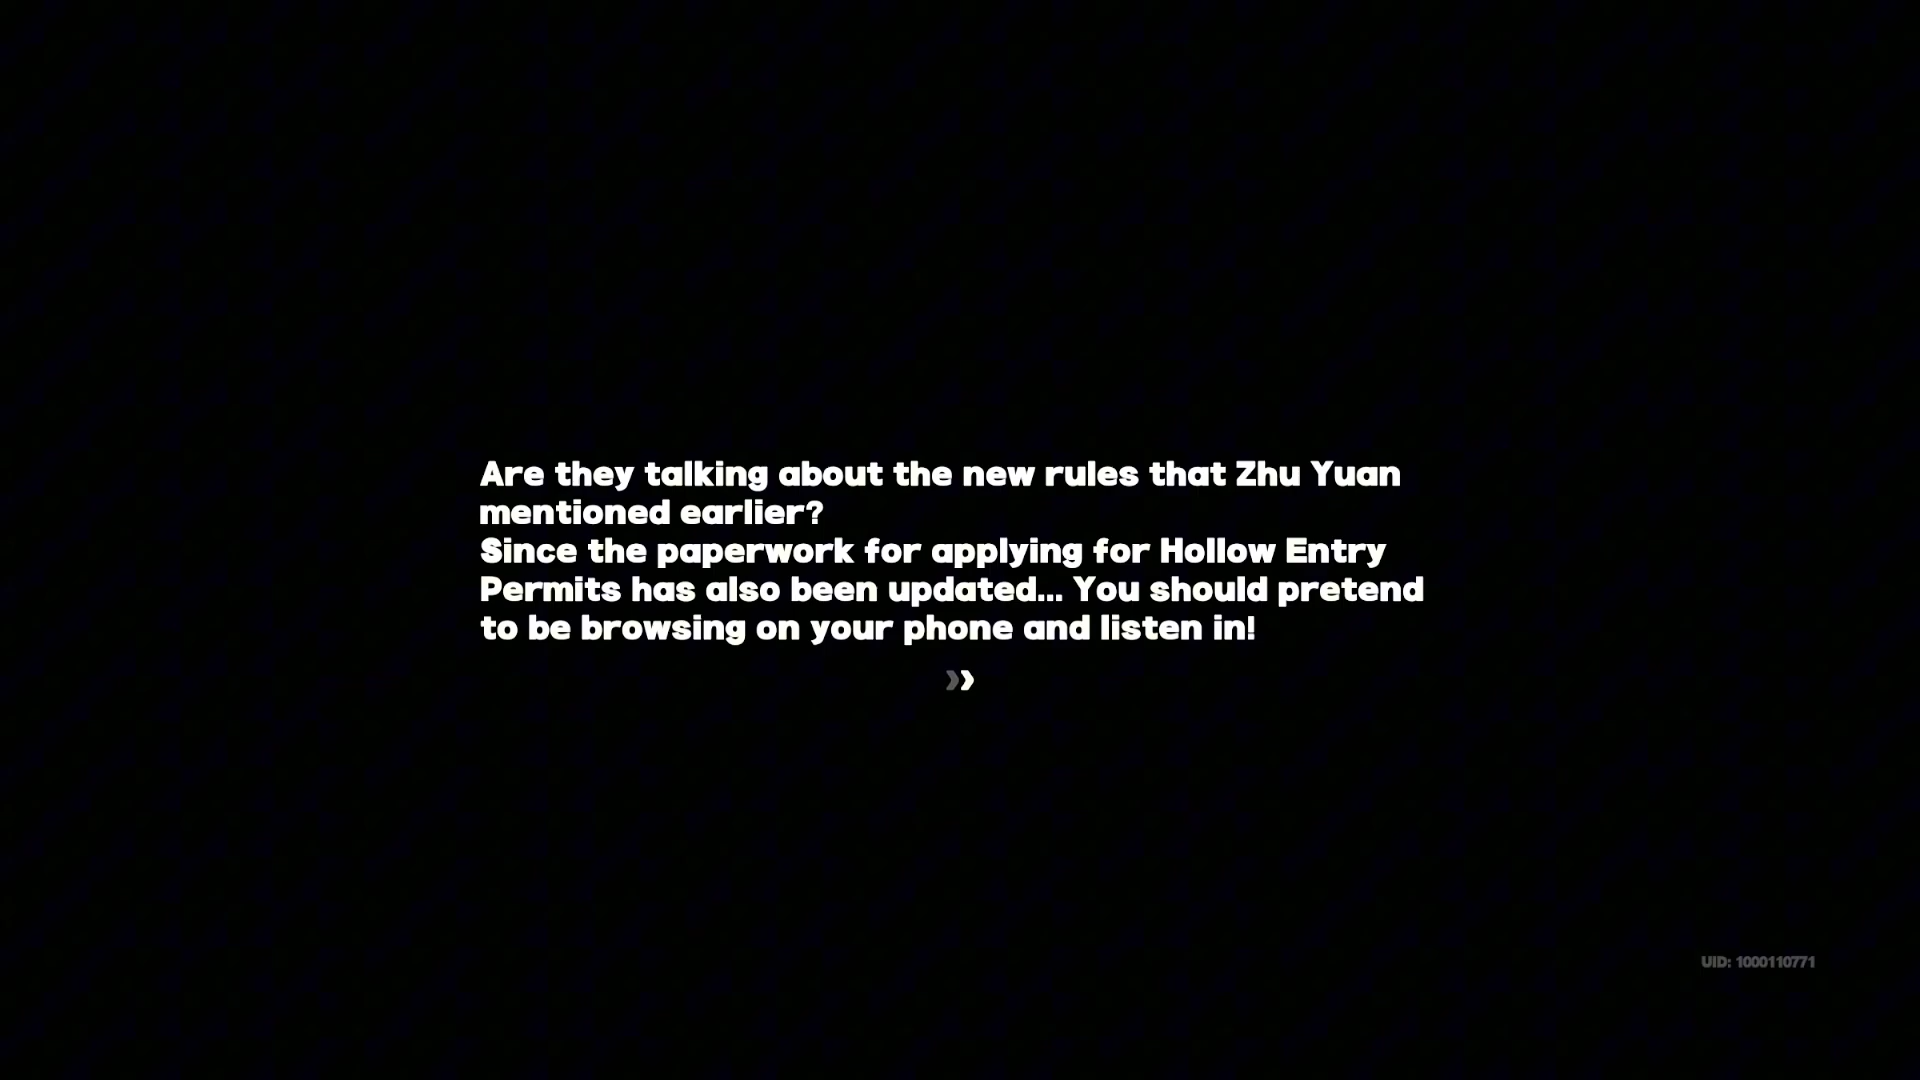 Are they talking about the new rules that Zhu Yuan
mentioned earlier?
Since the paperwork for applying for Hollow Entry
Permits has also been updated... You should pretend
to be browsing on your phone and listen in!
UID: 1000110771